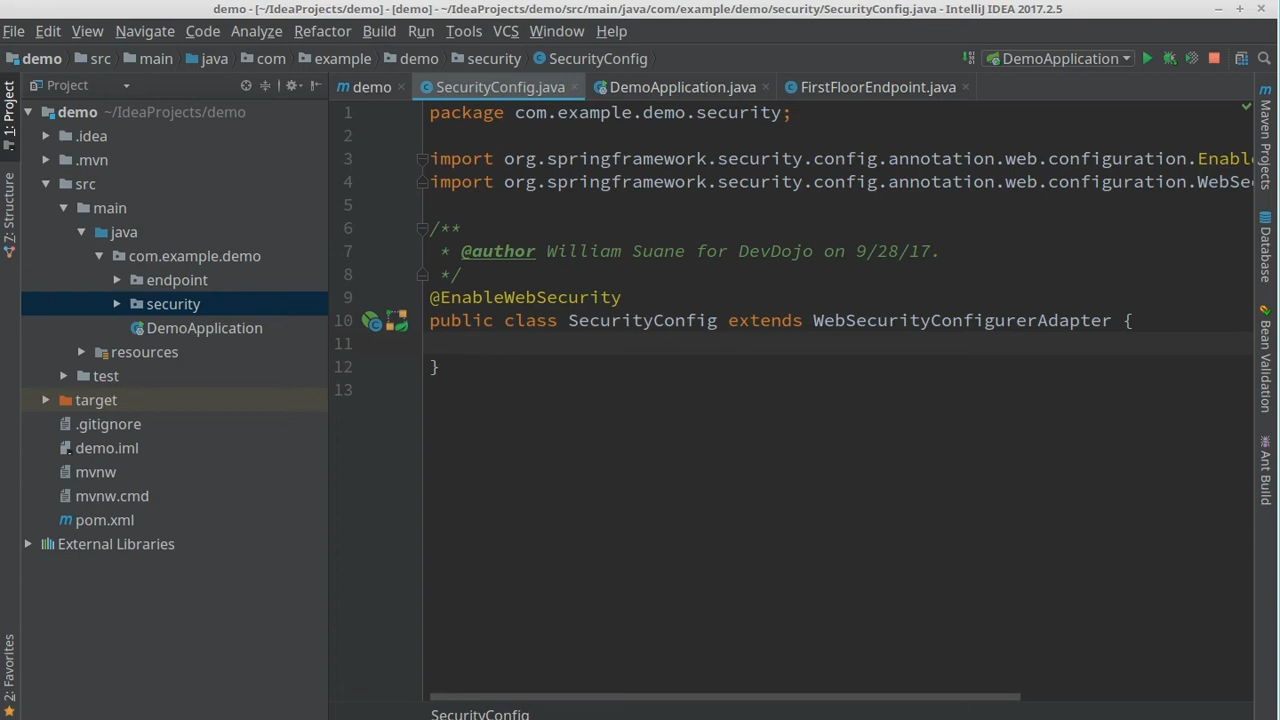 demo - [~/IdeaProjects/demo] - [demo] - ~/IdeaProjects/demo/src/main/java/com/example/demo/security/SecurityConfig.java - IntelliJ IDEA 2017.2.5
File Edit View Navigate Code Analyze Refactor Build Run Tools VCS Window Help
demo src main java com example demo security SecurityConfig DemoApplication
Project
demo SecurityConfig.java DemoApplication.java FirstFloorEndpoint.java
1: Project
Z: Structure
2: Favorites
demo ~/IdeaProjects/demo
.idea
.mvn
src
main
java
com.example.demo
endpoint
security
DemoApplication
resources
test
target
.gitignore
demo.iml
mvnw
mvnw.cmd
pom.xml
External Libraries
1 package com.example.demo.security;
2
3 import org.springframework.security.config.annotation.web.configuration.Enabl
4 import org.springframework.security.config.annotation.web.configuration.WebSec
5
6 /**
7 * @author William Suane for DevDojo on 9/28/17.
8 */
9 @EnableWebSecurity
10 public class SecurityConfig extends WebSecurityConfigurerAdapter {
11
12 }
13
SecurityConfig
Maven Projects
Database
Bean Validation
Ant Build